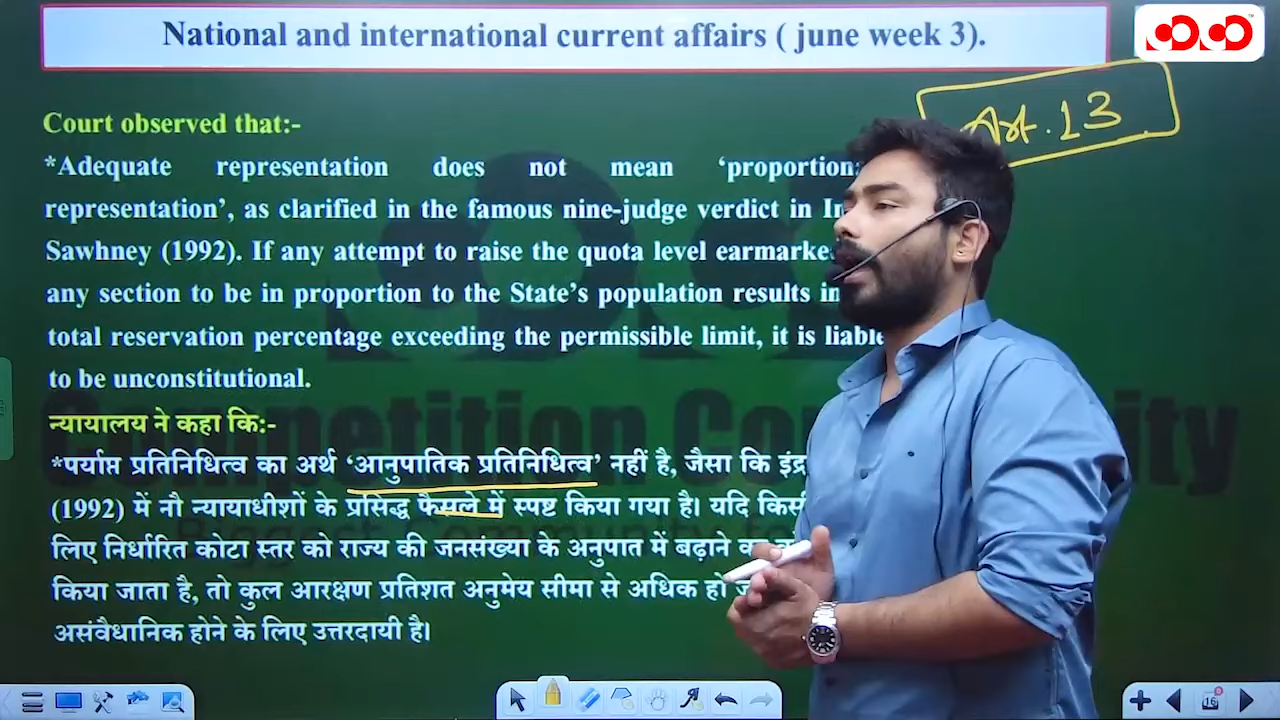 National and international current affairs ( june week 3).
Art. 13
Court observed that:-
*Adequate representation does not mean ‘proportion
representation’, as clarified in the famous nine-judge verdict in
Sawhney (1992). If any attempt to raise the quota level earmarke
any section to be in proportion to the State’s population results in
total reservation percentage exceeding the permissible limit, it is liable
to be unconstitutional.
न्यायालय ने कहा कि:-
*पर्याप्त प्रतिनिधित्व का अर्थ ‘आनुपातिक प्रतिनिधित्व’ नहीं है, जैसा कि इंद्र
(1992) में नौ न्यायाधीशों के प्रसिद्ध फैसले में स्पष्ट किया गया है। यदि किसी
लिए निर्धारित कोटा स्तर को राज्य की जनसंख्या के अनुपात में बढ़ाने का
किया जाता है, तो कुल आरक्षण प्रतिशत अनुमेय सीमा से अधिक हो
असंवैधानिक होने के लिए उत्तरदायी है।
16